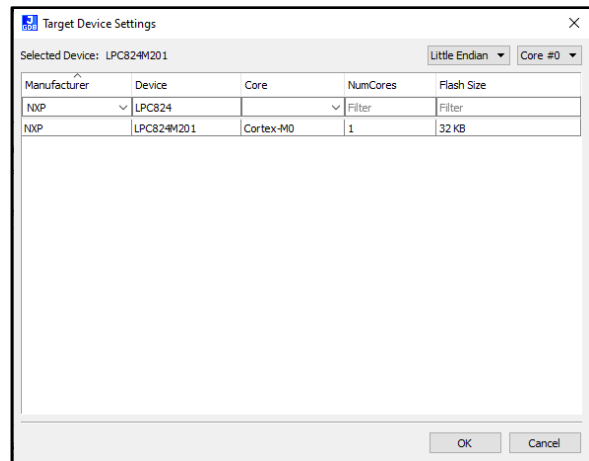 J
GDB
Target Device Settings
Selected Device: LPC824M201 Little Endian Core #0
Manufacturer Device Core NumCores Flash Size
NXP LPC824 Filter Filter
NXP LPC824M201 Cortex-M0 1 32 KB
OK Cancel